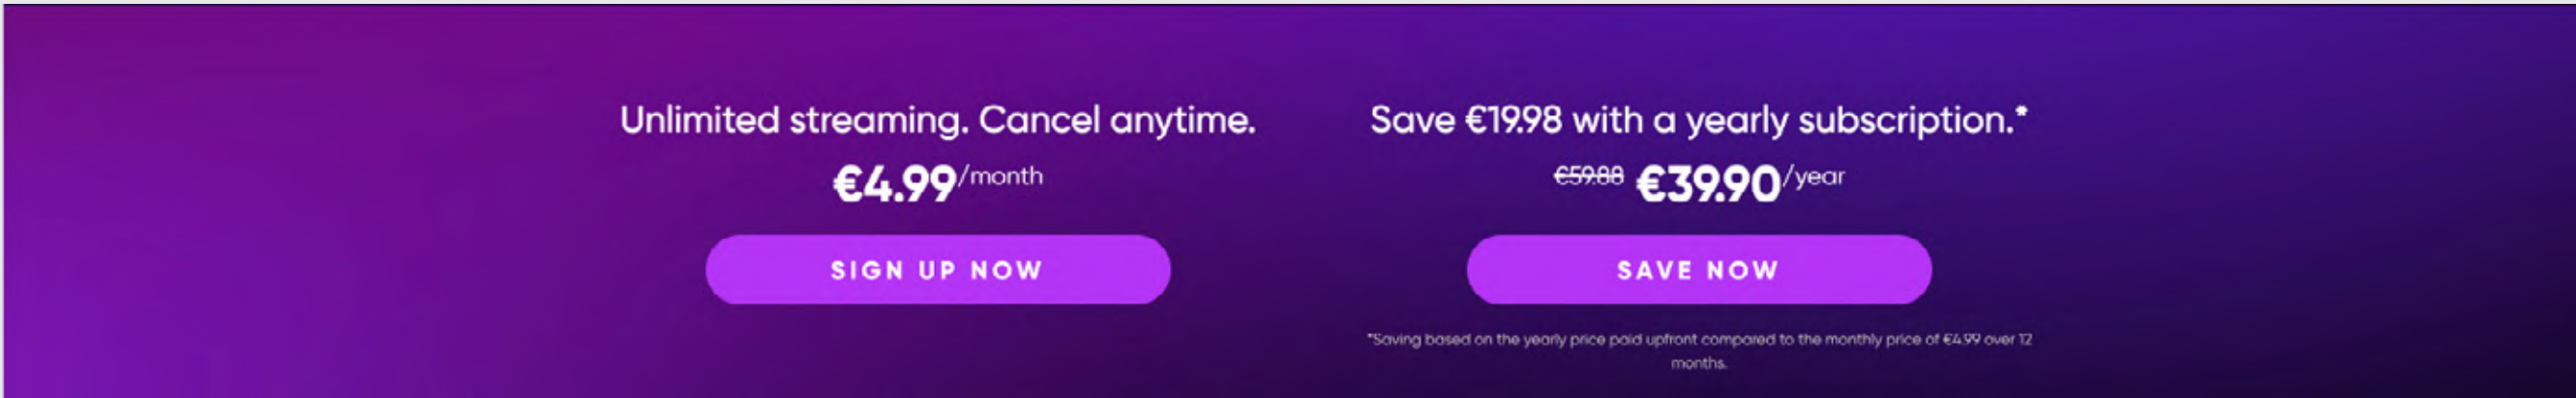 Unlimited streaming. Cancel anytime.
€4.99/month
SIGN UP NOW
Save €19.98 with a yearly subscription.*
€59.88 €39.90/year
SAVE NOW
*Saving based on the yearly price paid upfront compared to the monthly price of €4.99 over 12
months.